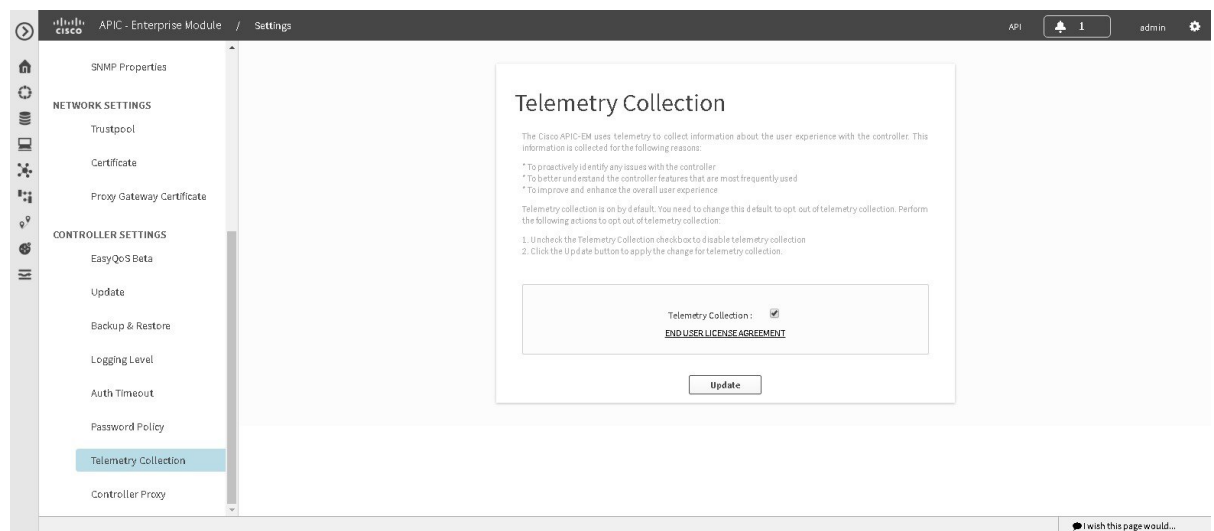 CISCO APIC - Enterprise Module / Settings API 1 admin
SNMP Properties
NETWORK SETTINGS
Trustpool
Certificate
Proxy Gateway Certificate
CONTROLLER SETTINGS
EasyQoS Beta
Update
Backup & Restore
Logging Level
Auth Timeout
Password Policy
Telemetry Collection
Controller Proxy
Telemetry Collection
The Cisco APIC-EM uses telemetry to collect information about the user experience with the controller. This
information is collected for the following reasons:
* To proactively identify any issues with the controller
* To better understand the controller features that are most frequently used
* To improve and enhance the overall user experience
Telemetry collection is on by default. You need to change this default to opt out of telemetry collection. Perform
the following actions to opt out of telemetry collection:
1. Uncheck the Telemetry Collection checkbox to disable telemetry collection
2. Click the Update button to apply the change for telemetry collection.
Telemetry Collection :
END USER LICENSE AGREEMENT
Update
I wish this page would...